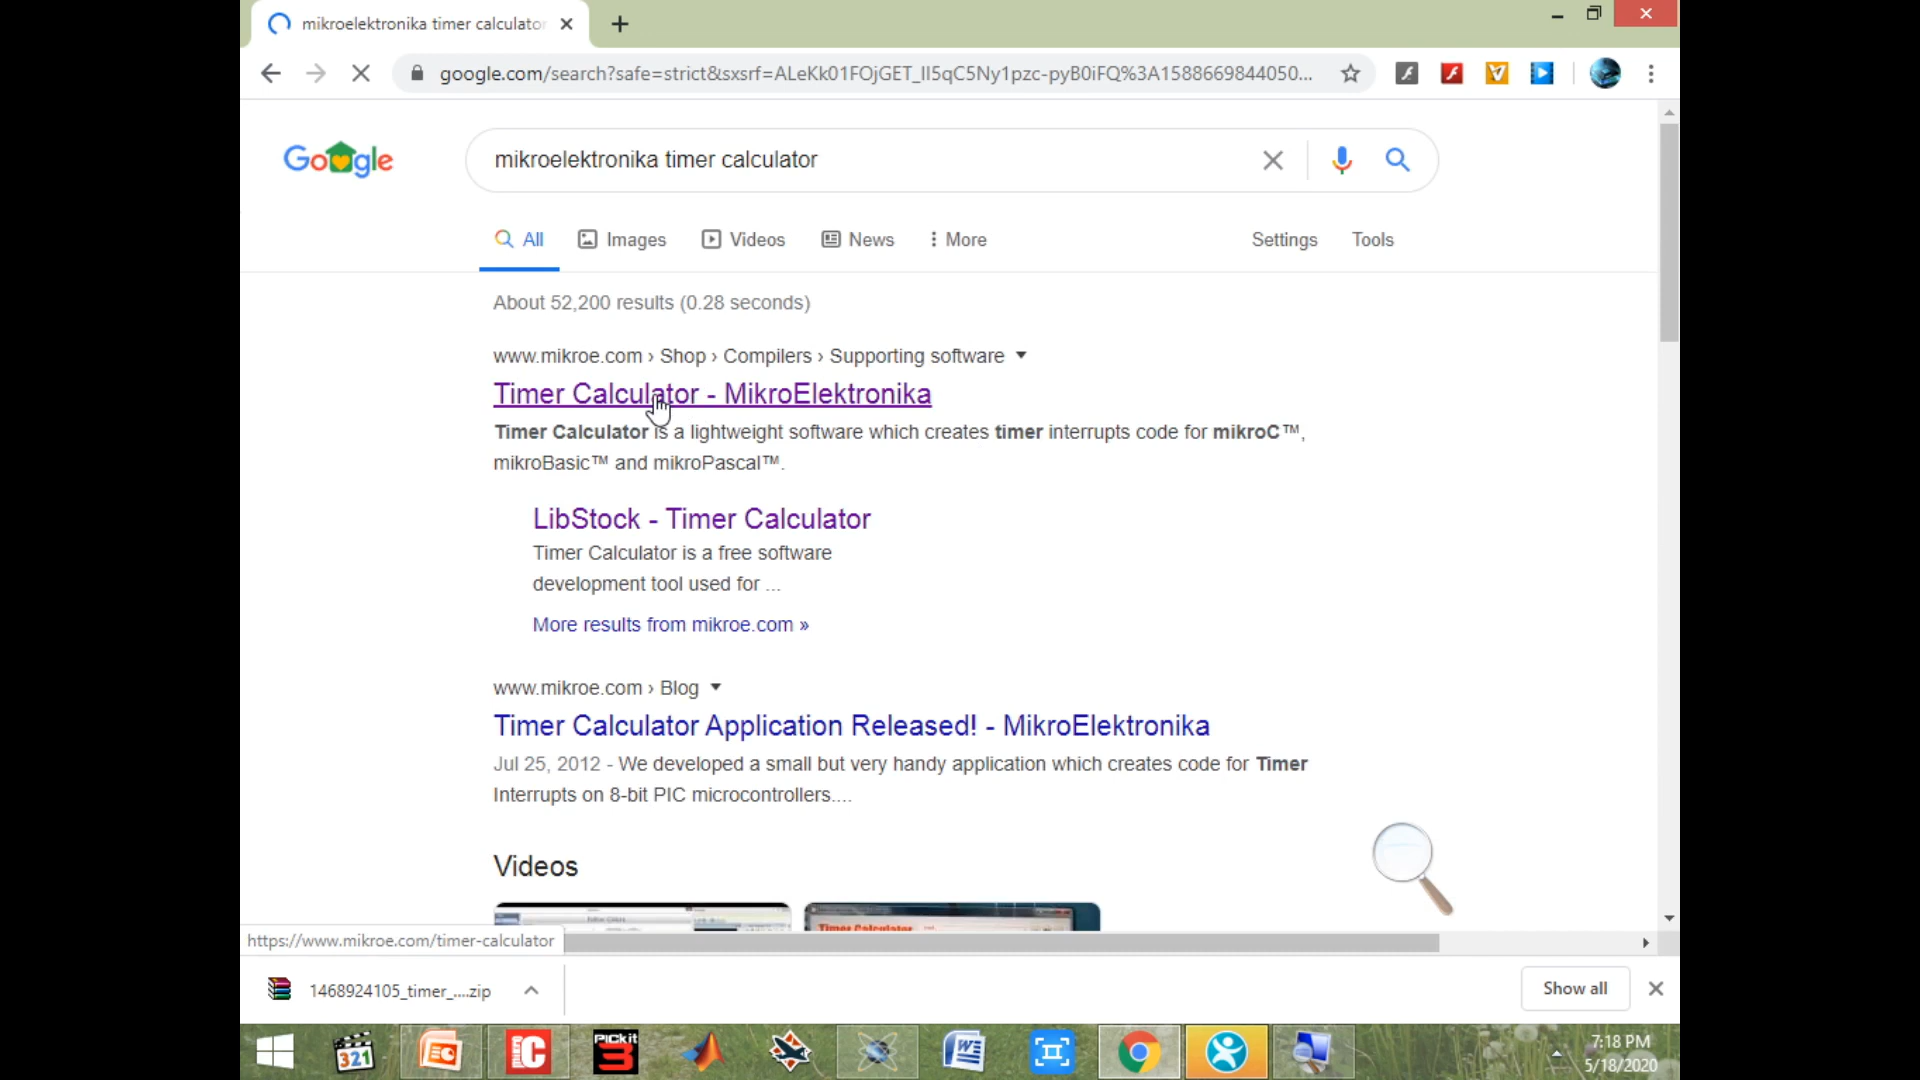 mikroelektronika timer calculator
google.com/search?safe=strict&sxsrf=ALeKk01FOjGET_lI5qC5Ny1pzc-pyB0iFQ%3A1588669844050...
Google
mikroelektronika timer calculator
All Images Videos News More Settings Tools
About 52,200 results (0.28 seconds)
www.mikroe.com › Shop › Compilers › Supporting software
Timer Calculator - MikroElektronika
Timer Calculator is a lightweight software which creates timer interrupts code for mikroC™,
mikroBasic™ and mikroPascal™.
LibStock - Timer Calculator
Timer Calculator is a free software
development tool used for ...
More results from mikroe.com »
www.mikroe.com › Blog
Timer Calculator Application Released! - MikroElektronika
Jul 25, 2012 - We developed a small but very handy application which creates code for Timer
Interrupts on 8-bit PIC microcontrollers....
Videos
Timer Calculator
https://www.mikroe.com/timer-calculator
1468924105_timer_....zip
Show all
321
PICkit
3
7:18 PM
5/18/2020